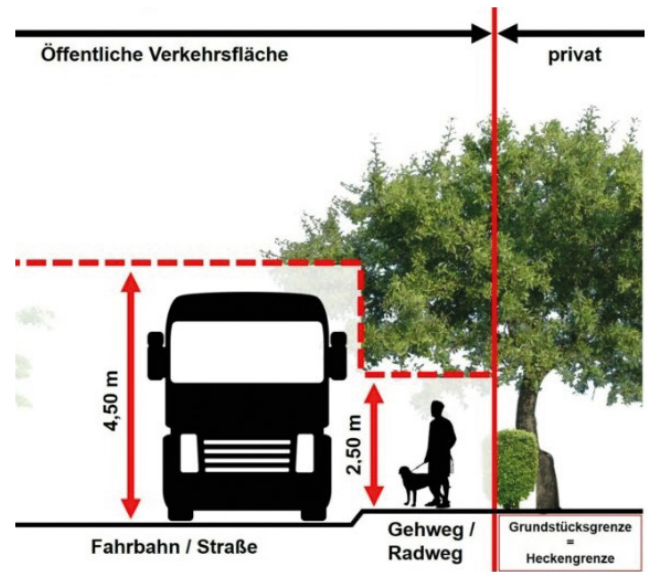 Öffentliche Verkehrsfläche
privat
4,50 m
2,50 m
Fahrbahn / Straße
Gehweg /
Radweg
Grundstücksgrenze
=
Heckengrenze